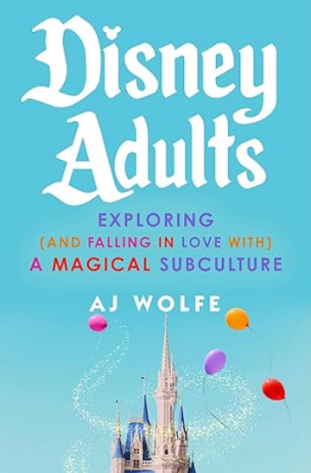 Disney
Adults
EXPLORING
(AND FALLING IN LOVE WITH)
A MAGICAL SUBCULTURE
AJ WOLFE